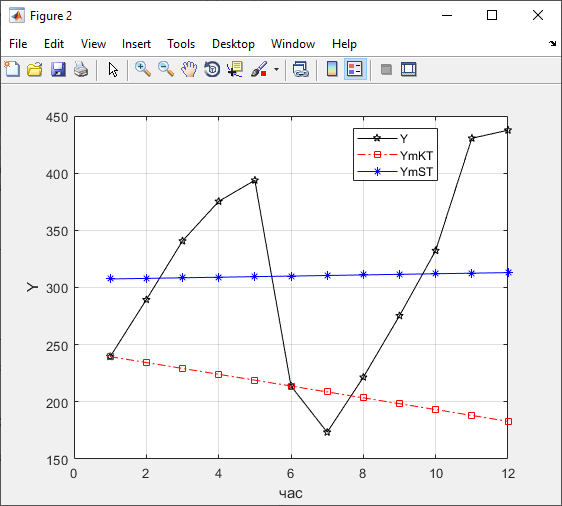 Figure 2
File Edit View Insert Tools Desktop Window Help
450
400
350
300
250
200
150
Y
0 2 4 6 8 10 12
час
Y
YmKT
YmST